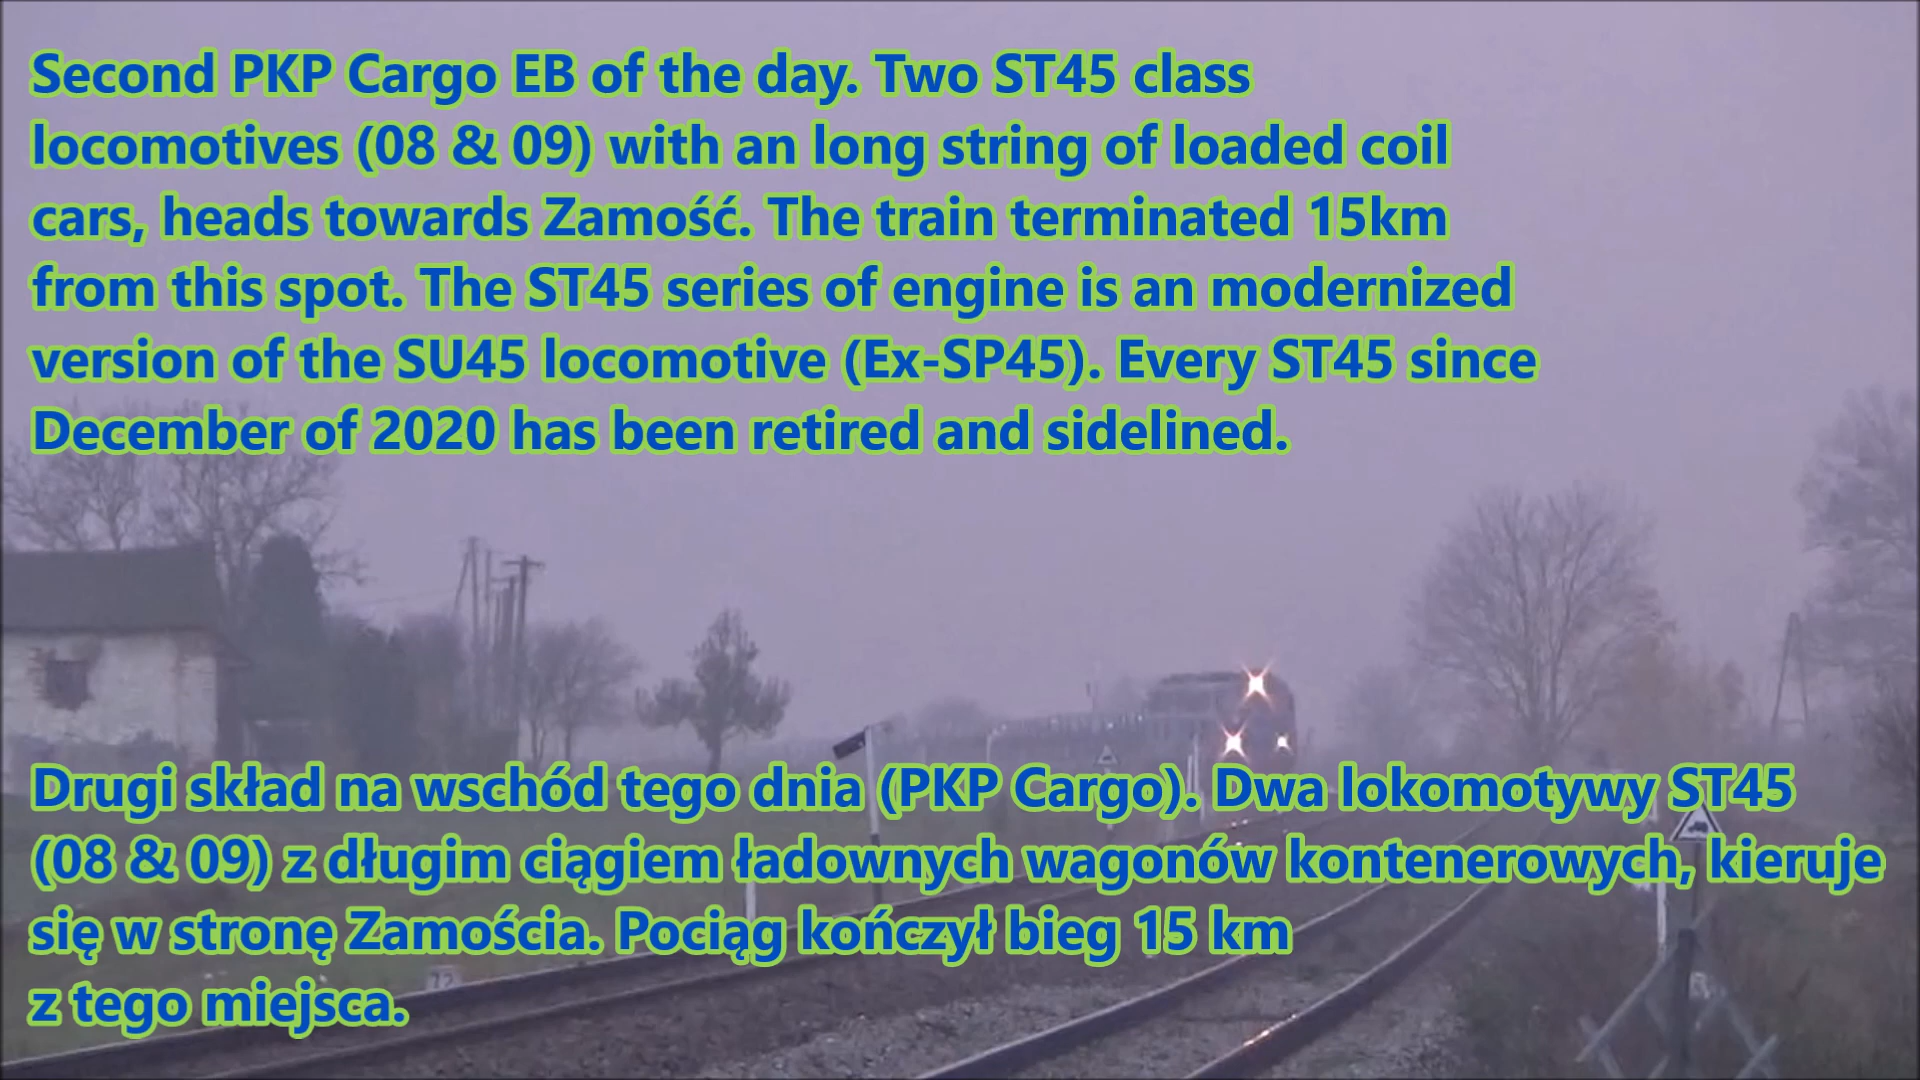 Second PKP Cargo EB of the day. Two ST45 class
locomotives (08 & 09) with an long string of loaded coil
cars, heads towards Zamość. The train terminated 15km
from this spot. The ST45 series of engine is an modernized
version of the SU45 locomotive (Ex-SP45). Every ST45 since
December of 2020 has been retired and sidelined.
Drugi skład na wschód tego dnia (PKP Cargo). Dwa lokomotywy ST45
(08 & 09) z długim ciągiem ładownych wagonów kontenerowych, kieruje
się w stronę Zamościa. Pociąg kończył bieg 15 km
z tego miejsca.